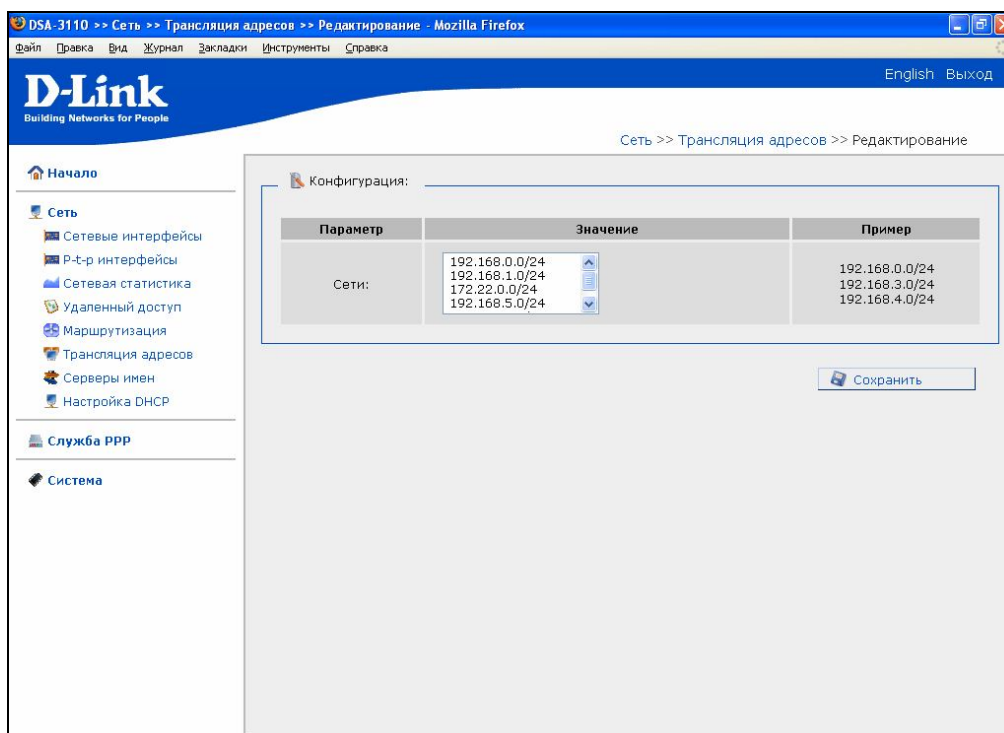 DSA-3110 >> Сеть >> Трансляция адресов >> Редактирование - Mozilla Firefox
Файл Правка Вид Журнал Закладки Инструменты Справка
English Выход
D-Link
Building Networks for People
Сеть >> Трансляция адресов >> Редактирование
Начало
Сеть
Сетевые интерфейсы
P-t-p интерфейсы
Сетевая статистика
Удаленный доступ
Маршрутизация
Трансляция адресов
Серверы имен
Настройка DHCP
Служба PPP
Система
Конфигурация:
Параметр Значение Пример
Сети:
192.168.0.0/24
192.168.1.0/24
172.22.0.0/24
192.168.5.0/24
192.168.0.0/24
192.168.3.0/24
192.168.4.0/24
Сохранить